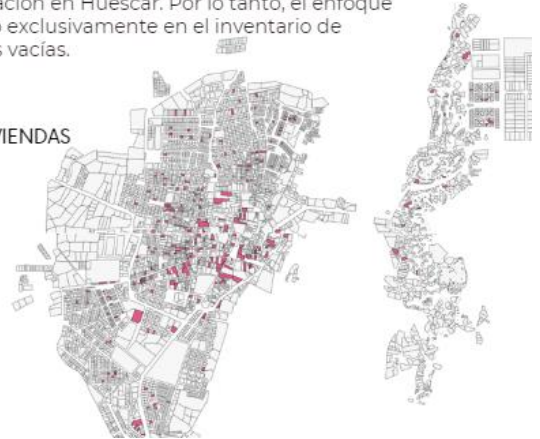 ación en Huéscar. Por lo tanto, el enfoque
o exclusivamente en el inventario de
s vacías.
VIENDAS